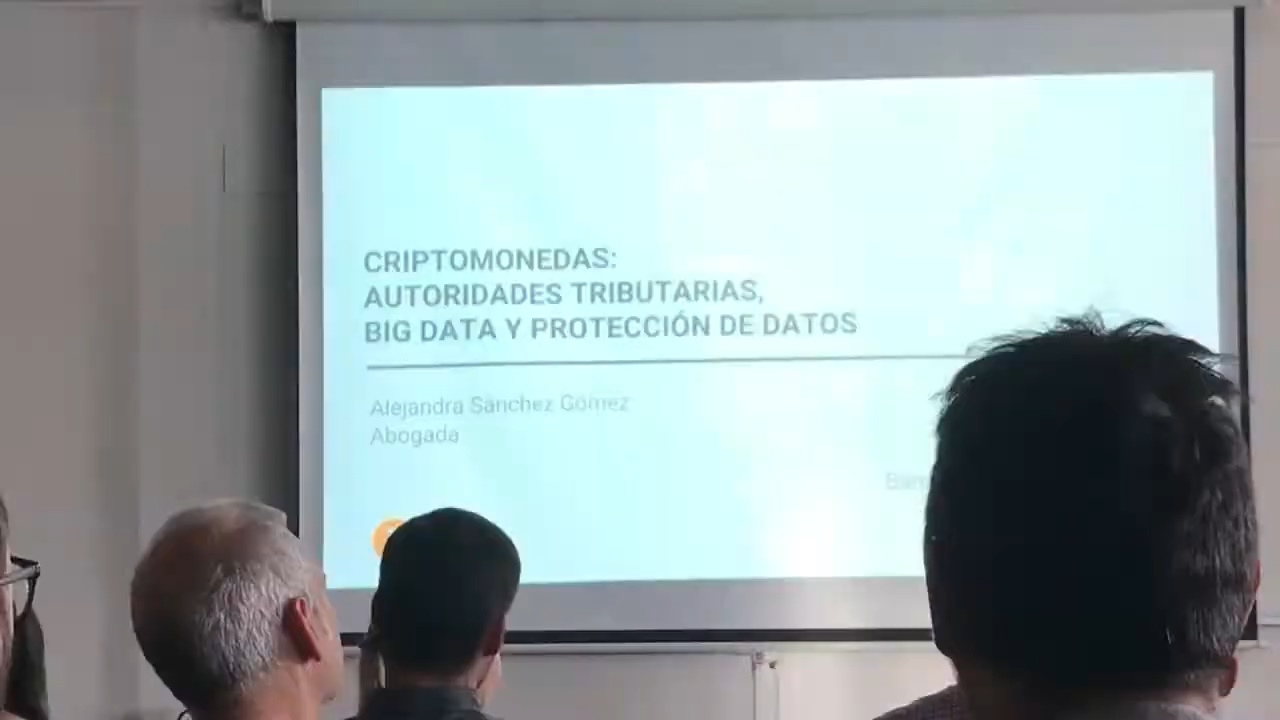 CRIPTOMONEDAS:
AUTORIDADES TRIBUTARIAS,
BIG DATA Y PROTECCIÓN DE DATOS
Alejandra Sánchez Gómez
Abogada